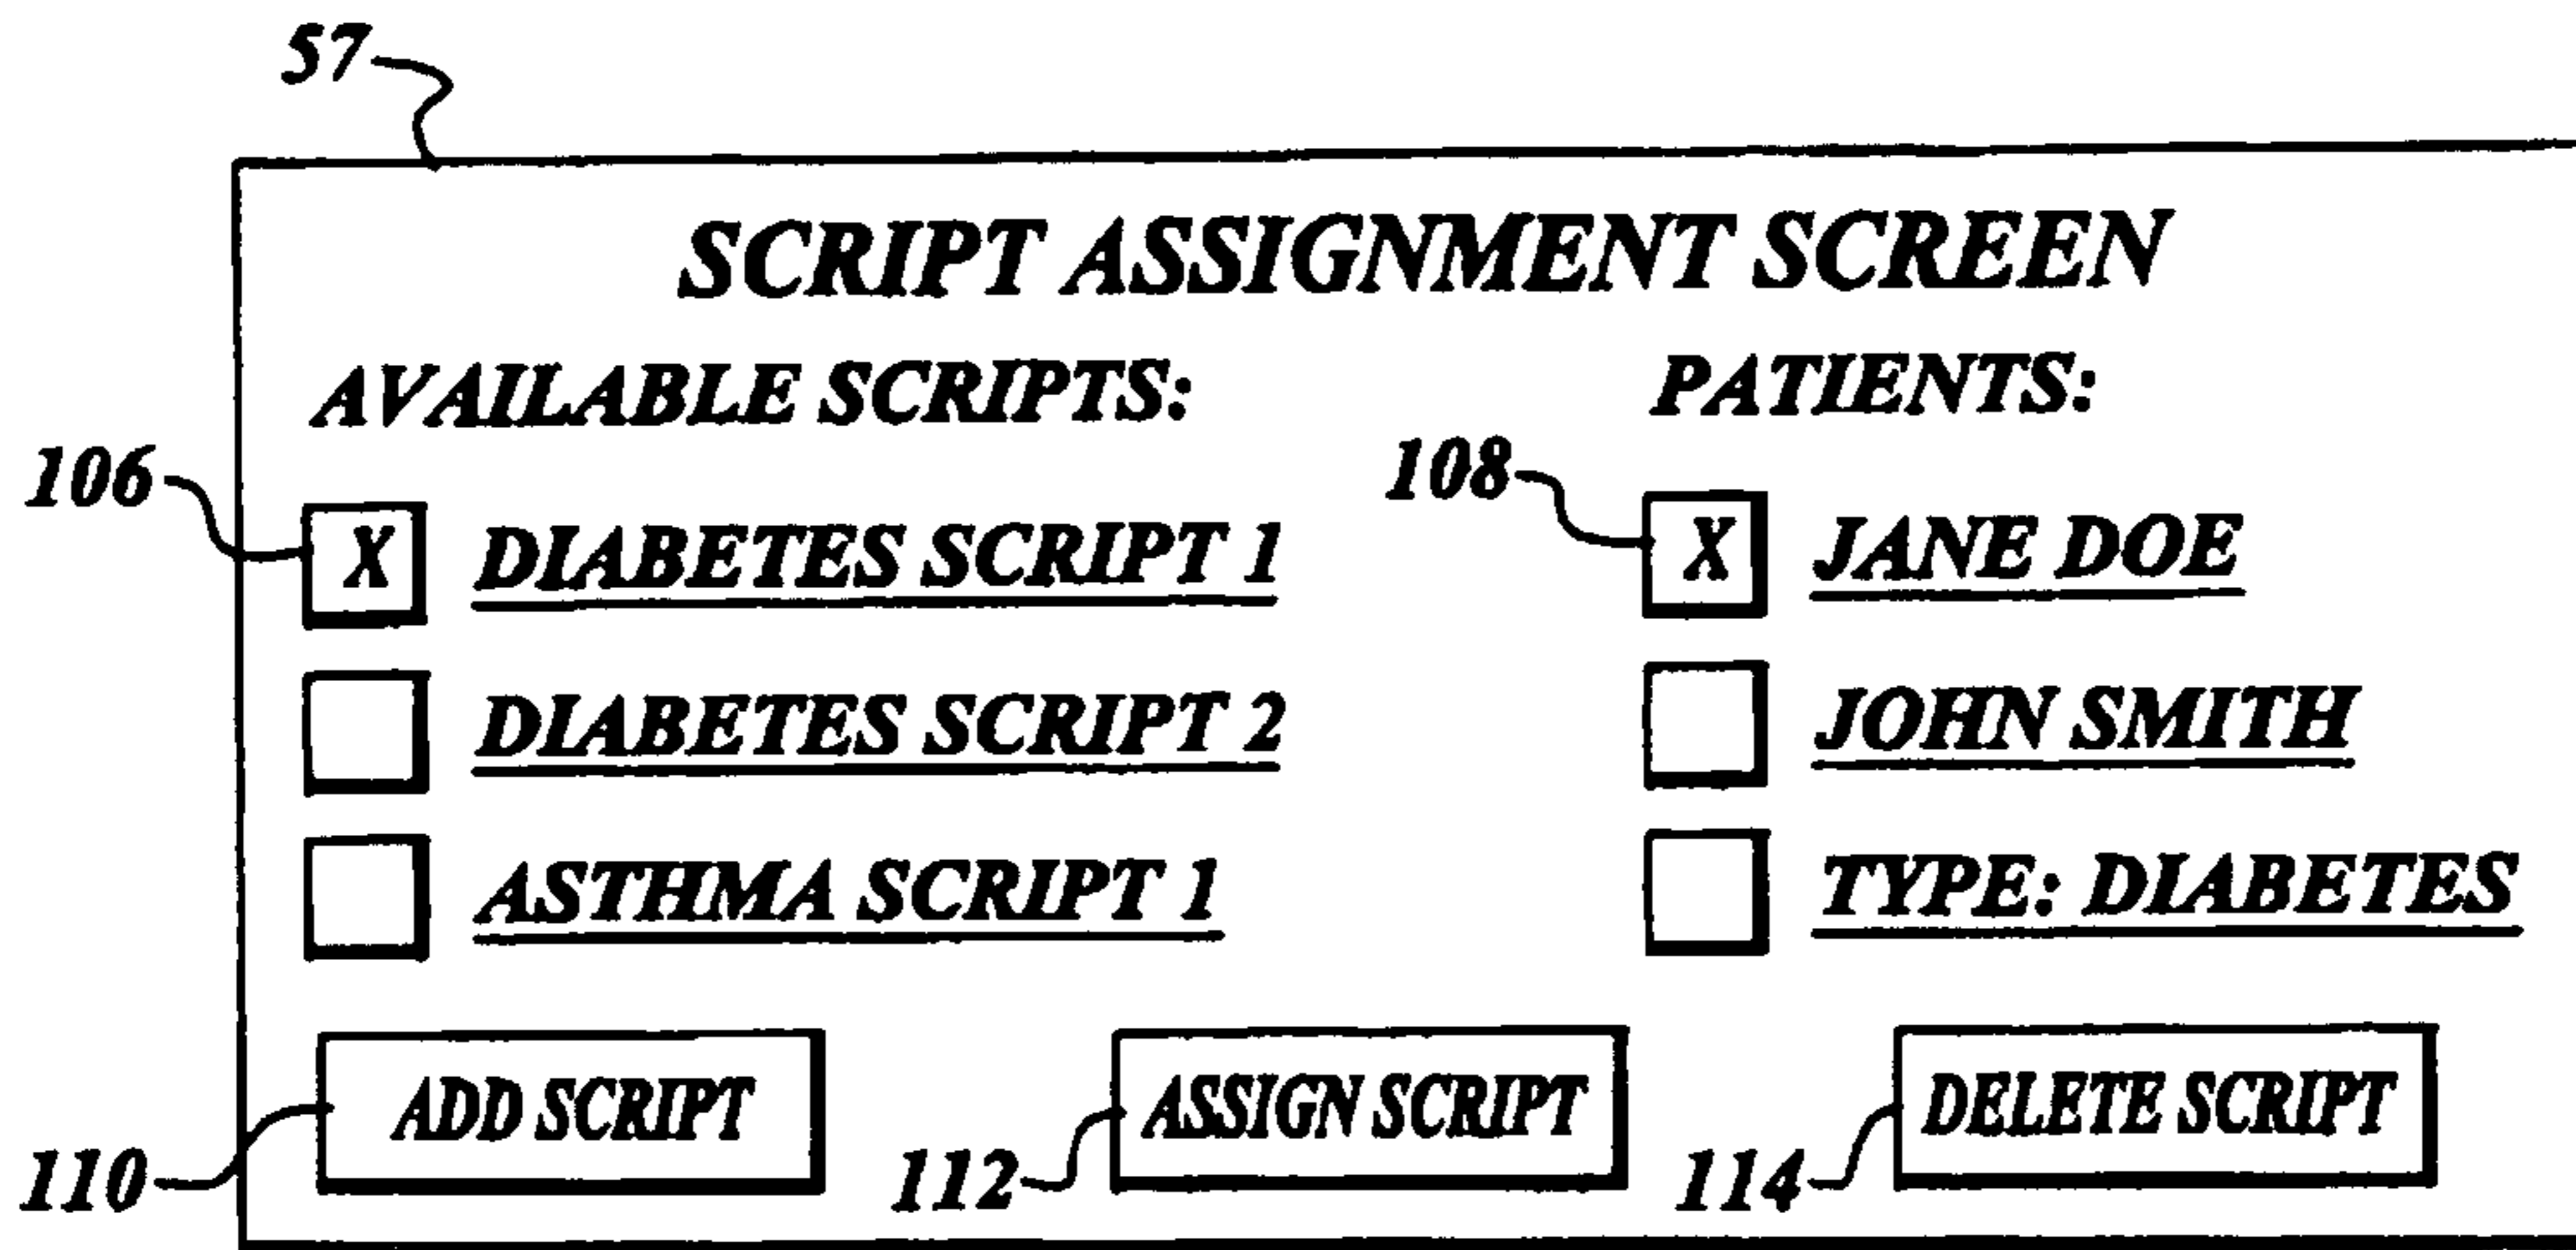 57
SCRIPT ASSIGNMENT SCREEN
AVAILABLE SCRIPTS: PATIENTS:
106 X DIABETES SCRIPT 1 108 X JANE DOE
DIABETES SCRIPT 2 JOHN SMITH
ASTHMA SCRIPT 1 TYPE: DIABETES
ADD SCRIPT ASSIGN SCRIPT DELETE SCRIPT
110 112 114